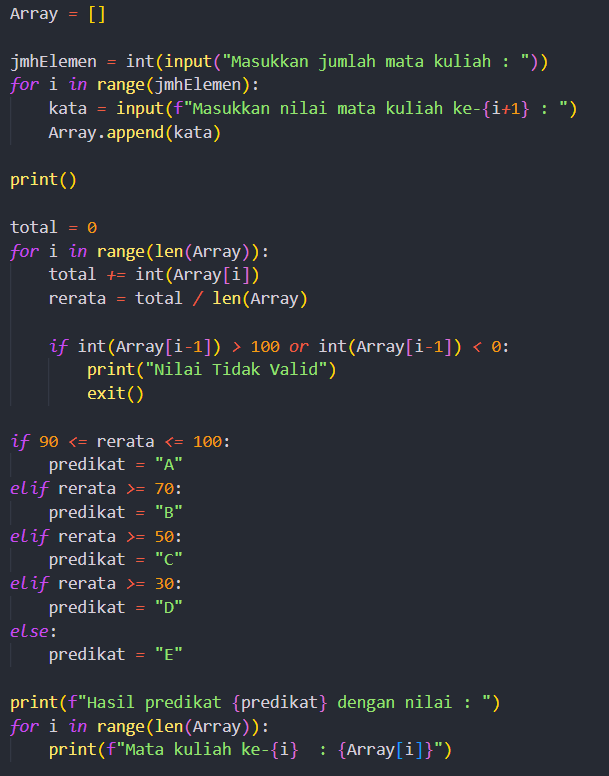 Array = []

jmhElemen = int(input("Masukkan jumlah mata kuliah : "))
for i in range(jmhElemen):
    kata = input(f"Masukkan nilai mata kuliah ke-{i+1} : ")
    Array.append(kata)

print()

total = 0
for i in range(len(Array)):
    total += int(Array[i])
    rerata = total / len(Array)

    if int(Array[i-1]) > 100 or int(Array[i-1]) < 0:
        print("Nilai Tidak Valid")
        exit()

if 90 <= rerata <= 100:
    predikat = "A"
elif rerata >= 70:
    predikat = "B"
elif rerata >= 50:
    predikat = "C"
elif rerata >= 30:
    predikat = "D"
else:
    predikat = "E"

print(f"Hasil predikat {predikat} dengan nilai : ")
for i in range(len(Array)):
    print(f"Mata kuliah ke-{i}  : {Array[i]}")